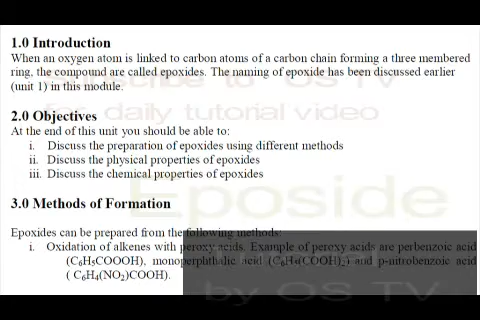 1.0 Introduction
When an oxygen atom is linked to carbon atoms of a carbon chain forming a three membered
ring, the compound are called epoxides. The naming of epoxide has been discussed earlier
(unit 1) in this module.
Subscribe to OS TV
for daily tutorial video
2.0 Objectives
At the end of this unit you should be able to:
i. Discuss the preparation of epoxides using different methods
ii. Discuss the physical properties of epoxides
iii. Discuss the chemical properties of epoxides
Eposide
3.0 Methods of Formation
Epoxides can be prepared from the following methods:
i. Oxidation of alkenes with peroxy acids. Example of peroxy acids are perbenzoic acid
(C₆H₅COOOH), monoperphthalic acid (C₆H₄(COOH)₂) and p-nitrobenzoic acid
( C₆H₄(NO₂)COOH).
by OS TV